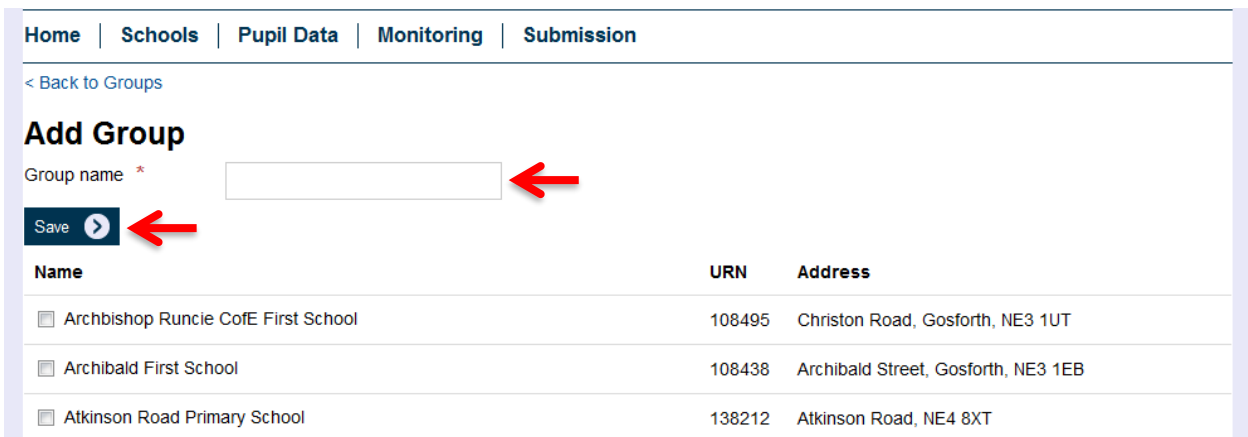 Home | Schools | Pupil Data | Monitoring | Submission
< Back to Groups
Add Group
Group name *
Save
Name URN Address
Archbishop Runcie CofE First School 108495 Christon Road, Gosforth, NE3 1UT
Archibald First School 108438 Archibald Street, Gosforth, NE3 1EB
Atkinson Road Primary School 138212 Atkinson Road, NE4 8XT